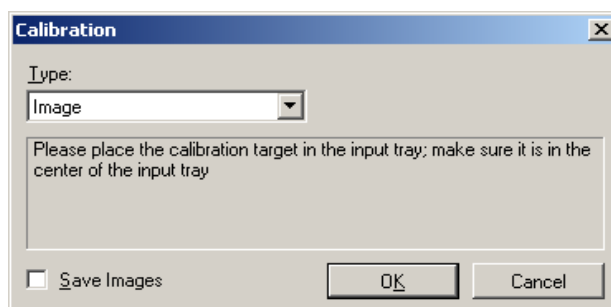 Calibration
Type:
Image
Please place the calibration target in the input tray; make sure it is in the
center of the input tray
Save Images
OK
Cancel